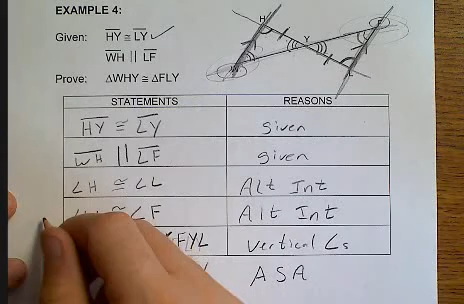 EXAMPLE 4:
Given: HY ≅ LY ✓
WH || LF
Prove: ΔWHY ≅ ΔFLY
H
F
Y
W
STATEMENTS REASONS
HY ≅ LY given
WH || LF given
∠H ≅ ∠L Alt Int
≅ ∠F Alt Int
FYL Vertical ∠s
ASA